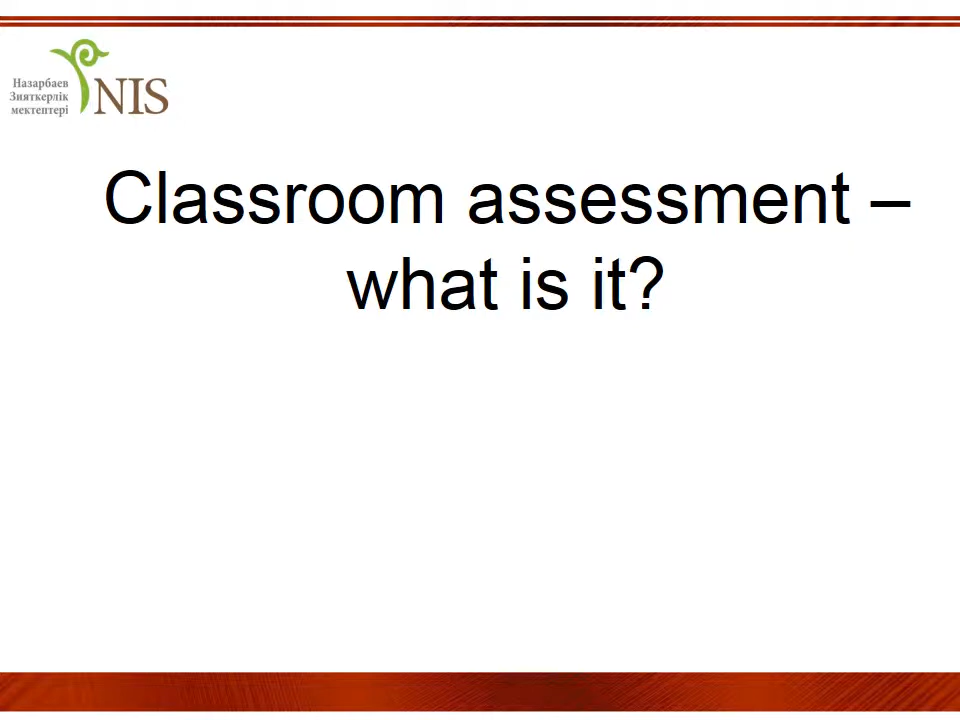 Назарбаев
Зияткерлік
мектептері
NIS
Classroom assessment –
what is it?